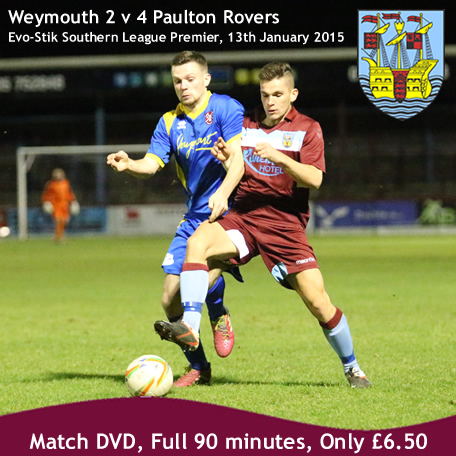 Weymouth 2 v 4 Paulton Rovers
Evo-Stik Southern League Premier, 13th January 2015
HOTEL
Match DVD, Full 90 minutes, Only £6.50